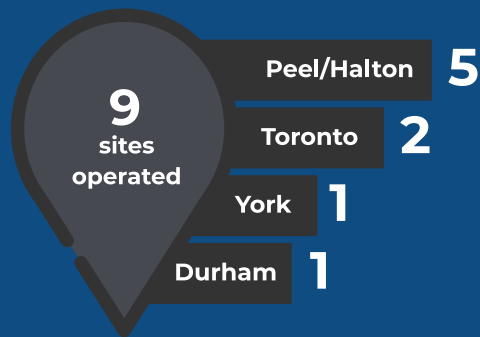 9
sites
operated
Peel/Halton 5
Toronto 2
York 1
Durham 1